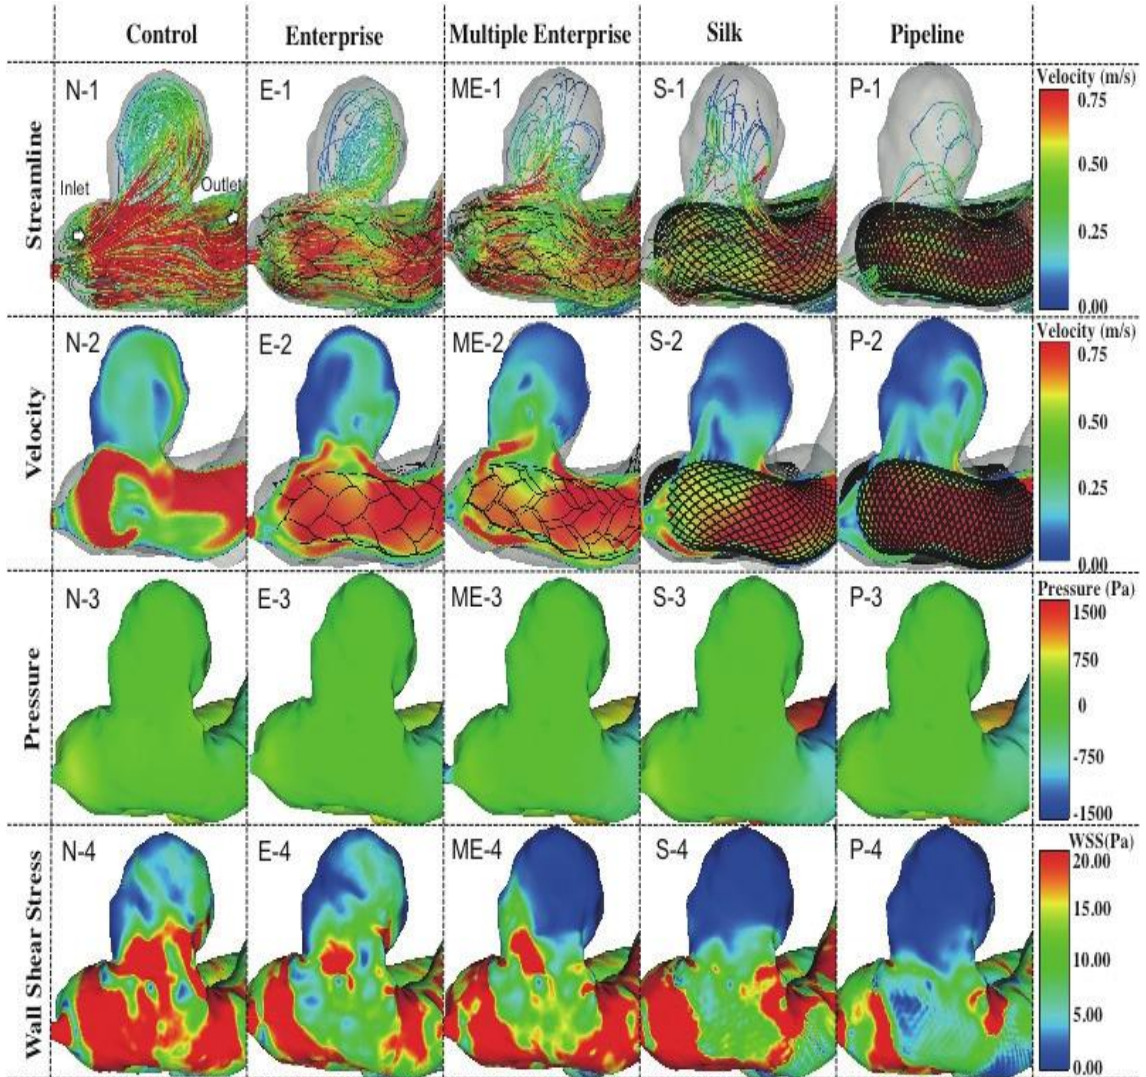 Control Enterprise Multiple Enterprise Silk Pipeline
Streamline
N-1 E-1 ME-1 S-1 P-1
Inlet Outlet
Velocity (m/s)
0.75
0.50
0.25
0.00
Velocity
N-2 E-2 ME-2 S-2 P-2
Velocity (m/s)
0.75
0.50
0.25
0.00
Pressure
N-3 E-3 ME-3 S-3 P-3
Pressure (Pa)
1500
750
0
-750
-1500
Wall Shear Stress
N-4 E-4 ME-4 S-4 P-4
WSS(Pa)
20.00
15.00
10.00
5.00
0.00